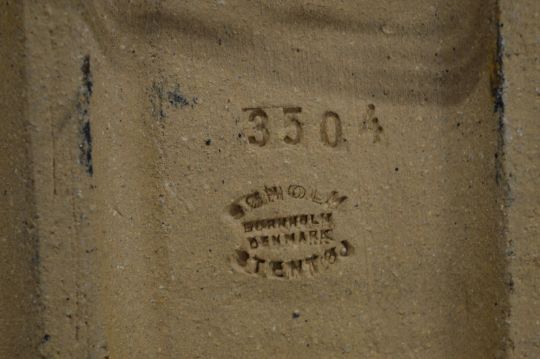 3504
SØHOLM
BORNHOLM
DENMARK
STENTØJ